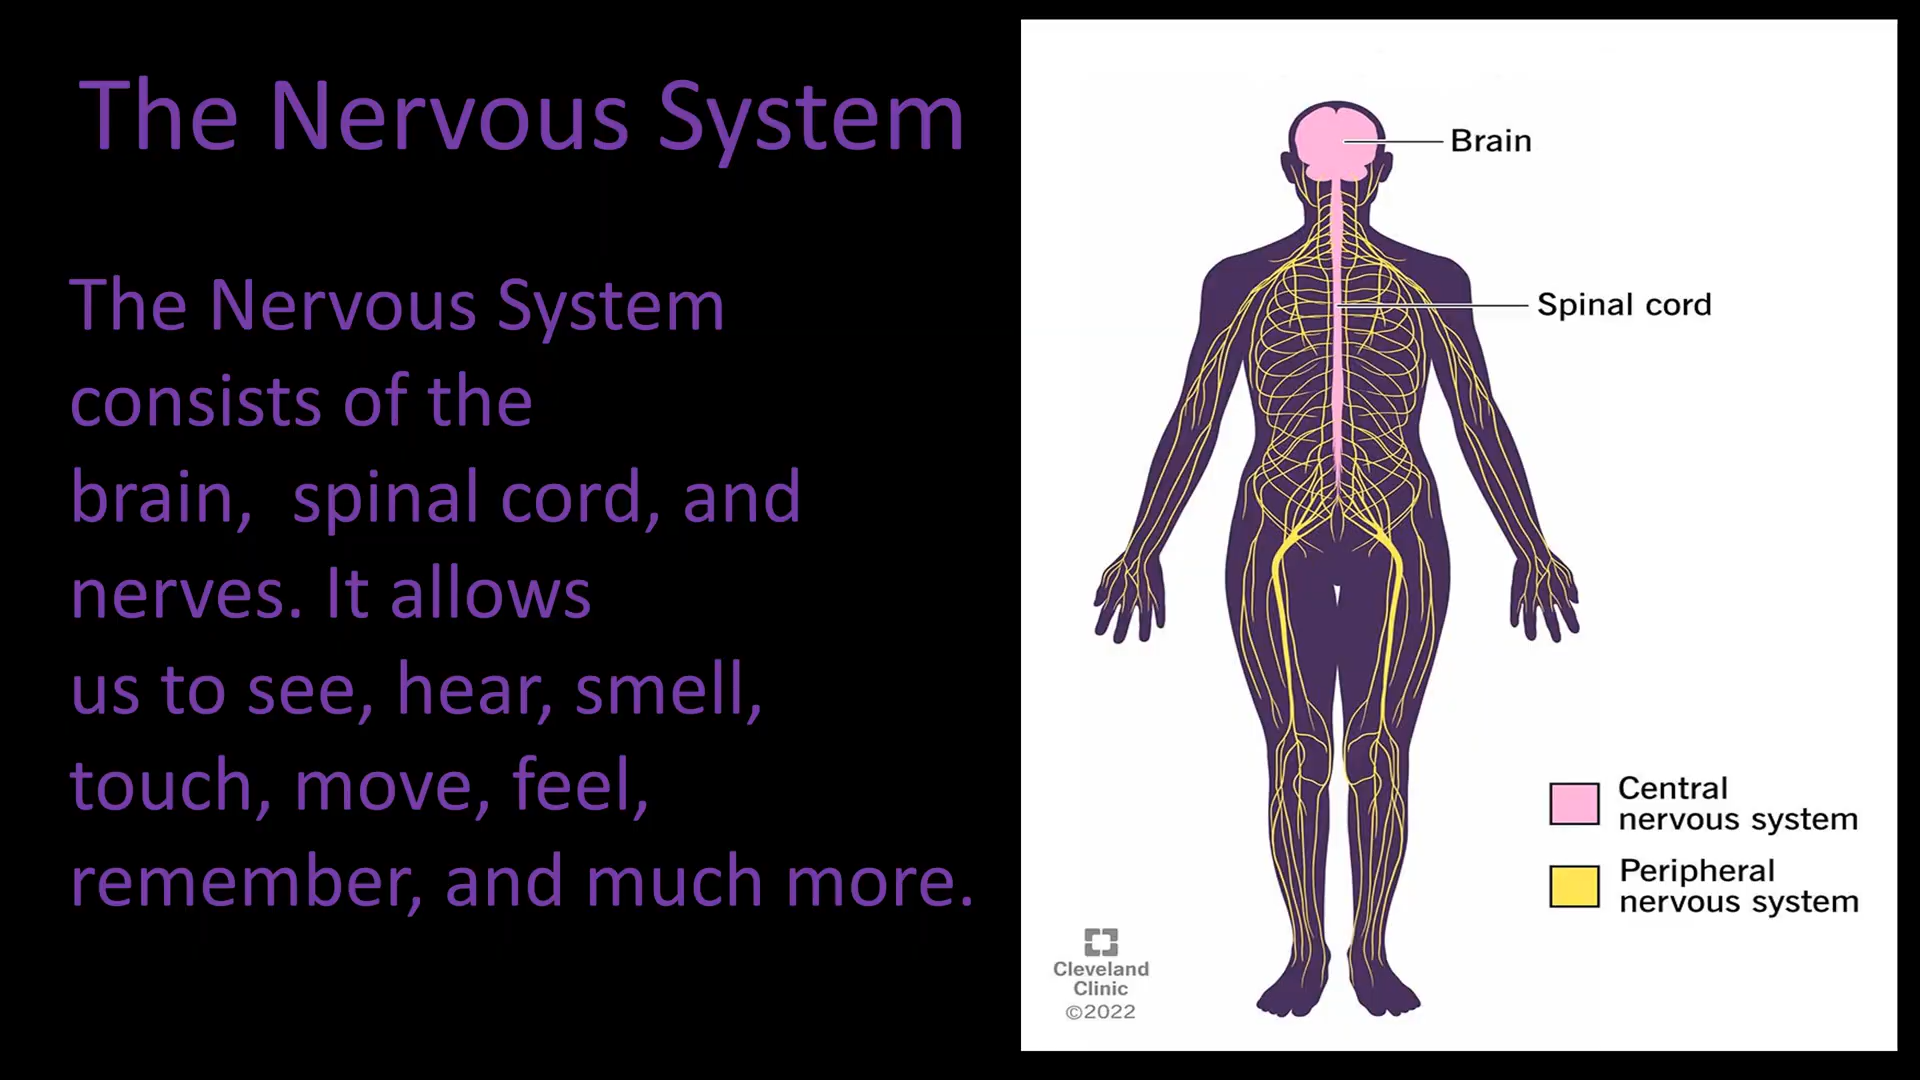 The Nervous System
The Nervous System
consists of the
brain,  spinal cord, and
nerves. It allows
us to see, hear, smell,
touch, move, feel,
remember, and much more.
Brain
Spinal cord
Central
nervous system
Peripheral
nervous system
Cleveland
Clinic
©2022